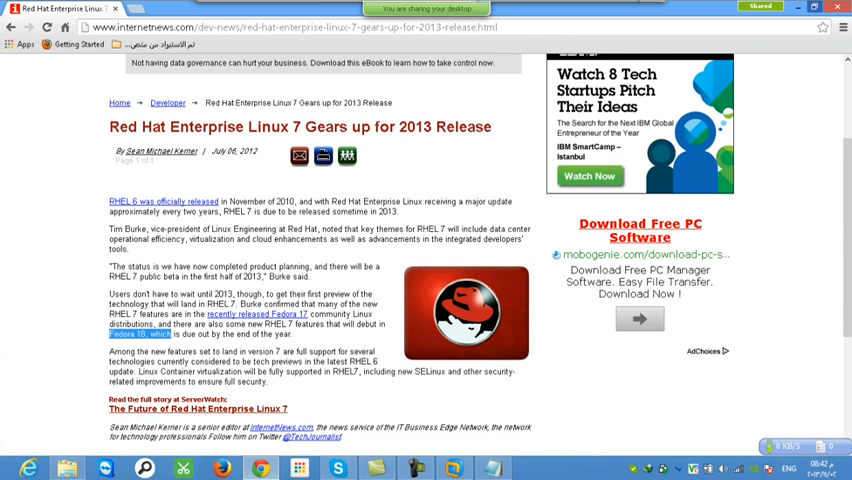 Red Hat Enterprise Linux 7
You are sharing your desktop
Shared
www.internetnews.com/dev-news/red-hat-enterprise-linux-7-gears-up-for-2013-release.html
Apps Getting Started تم الاستيراد من متص...
Not having data governance can hurt your business. Download this eBook to learn how to take control now.
Home Developer Red Hat Enterprise Linux 7 Gears up for 2013 Release
Red Hat Enterprise Linux 7 Gears up for 2013 Release
By Sean Michael Kerner | July 06, 2012
Page 1 of 1
RHEL 6 was officially released in November of 2010, and with Red Hat Enterprise Linux receiving a major update
approximately every two years, RHEL 7 is due to be released sometime in 2013.
Tim Burke, vice-president of Linux Engineering at Red Hat, noted that key themes for RHEL 7 will include data center
operational efficiency, virtualization and cloud enhancements as well as advancements in the integrated developers'
tools.
"The status is we have now completed product planning, and there will be a
RHEL 7 public beta in the first half of 2013," Burke said.
Users don't have to wait until 2013, though, to get their first preview of the
technology that will land in RHEL 7. Burke confirmed that many of the new
RHEL 7 features are in the recently released Fedora 17 community Linux
distributions, and there are also some new RHEL 7 features that will debut in
Fedora 18, which is due out by the end of the year.
Among the new features set to land in version 7 are full support for several
technologies currently considered to be tech previews in the latest RHEL 6
update. Linux Container virtualization will be fully supported in RHEL7, including new SELinux and other security-
related improvements to ensure full security.
Read the full story at ServerWatch:
The Future of Red Hat Enterprise Linux 7
Sean Michael Kerner is a senior editor at InternetNews.com, the news service of the IT Business Edge Network, the network
for technology professionals Follow him on Twitter @TechJournalist.
Watch 8 Tech
Startups Pitch
Their Ideas
The Search for the Next IBM Global
Entrepreneur of the Year
IBM SmartCamp –
Istanbul
Watch Now
Download Free PC
Software
mobogenie.com/download-pc-s...
Download Free PC Manager
Software. Easy File Transfer.
Download Now !
AdChoices
0 KB/S 0
ENG
08:42 م